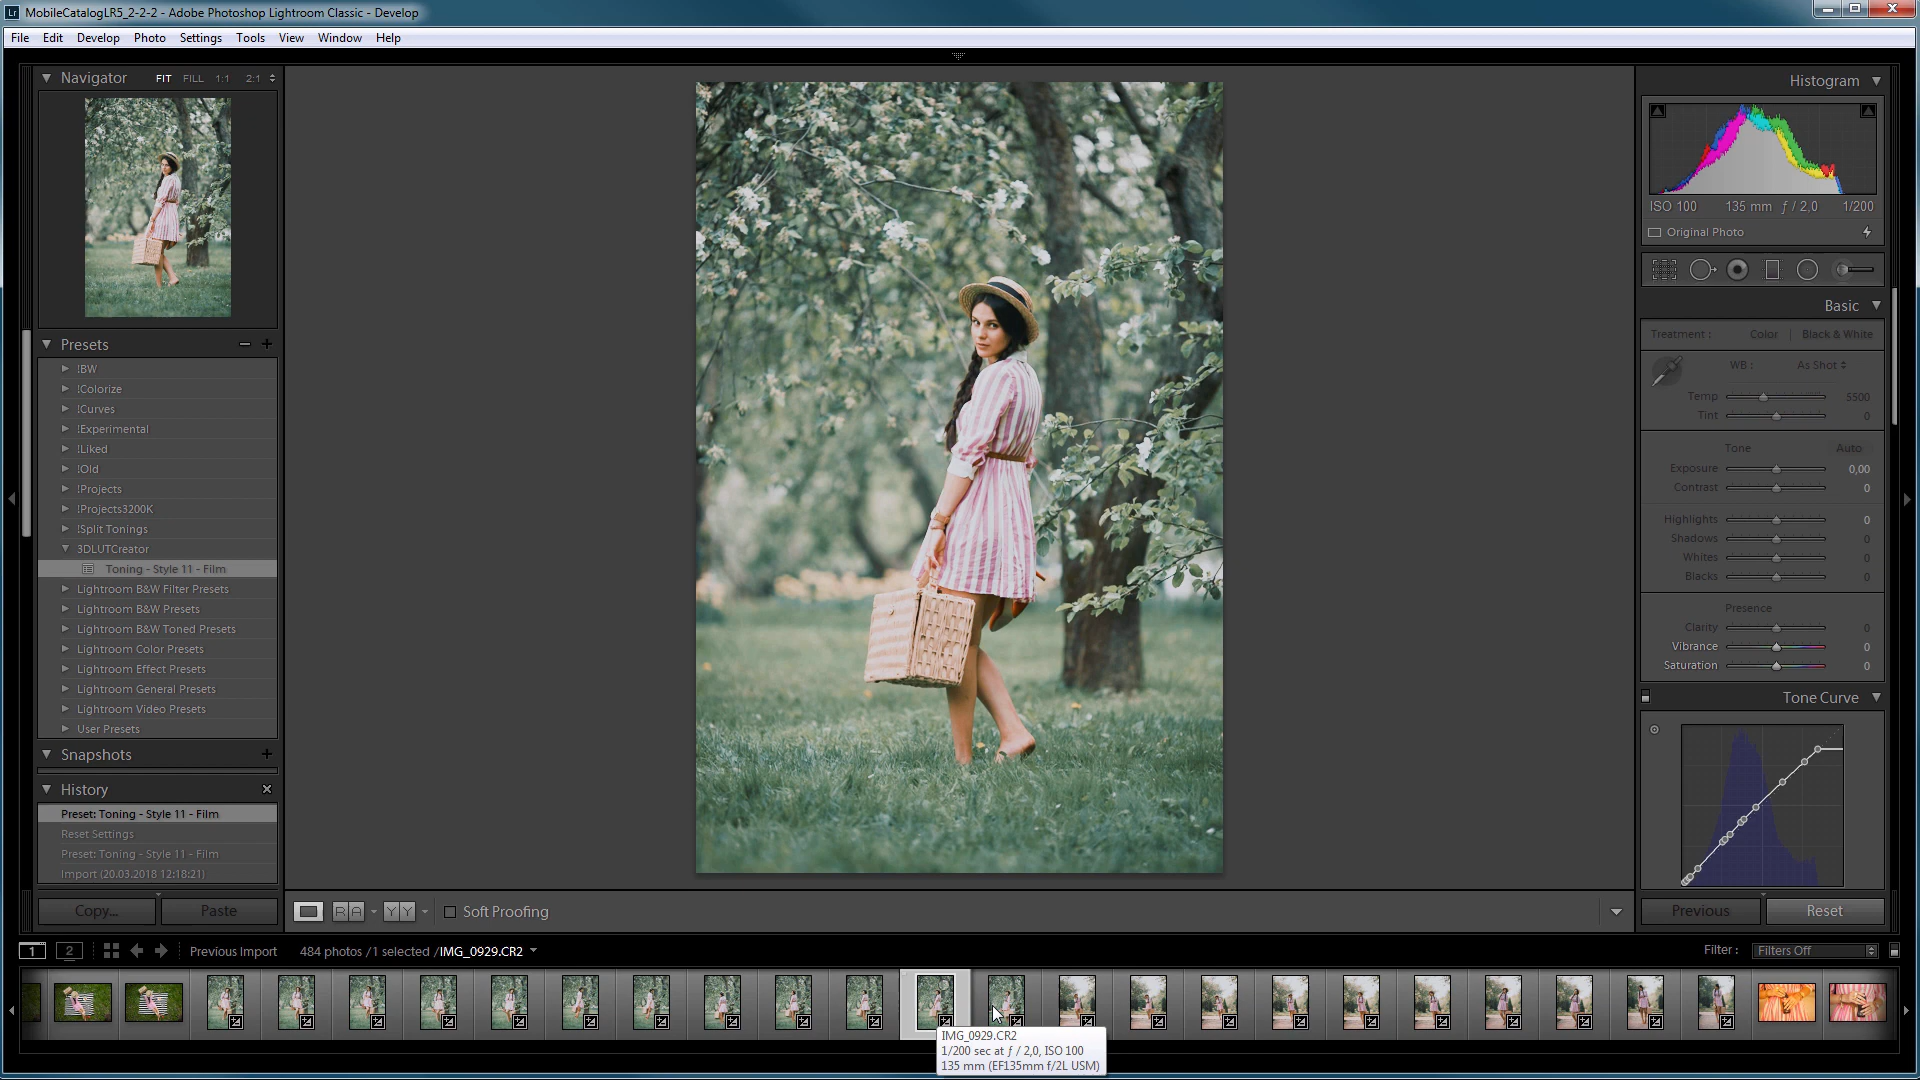 MobileCatalogLR5_2-2-2 - Adobe Photoshop Lightroom Classic - Develop
File Edit Develop Photo Settings Tools View Window Help
Navigator FIT FILL 1:1 2:1
Presets
!BW
!Colorize
!Curves
!Experimental
!Liked
!Old
!Projects
!Projects3200K
!Split Tonings
3DLUTCreator
Toning - Style 11 - Film
Lightroom B&W Filter Presets
Lightroom B&W Presets
Lightroom B&W Toned Presets
Lightroom Color Presets
Lightroom Effect Presets
Lightroom General Presets
Lightroom Video Presets
User Presets
Snapshots
History
Preset: Toning - Style 11 - Film
Reset Settings
Preset: Toning - Style 11 - Film
Import (20.03.2018 12:18:21)
Copy... Paste
R A Y Y Soft Proofing
Histogram
ISO 100 135 mm ƒ / 2,0 1/200
Original Photo
Basic
Treatment : Color Black & White
WB : As Shot
Temp 5500
Tint 0
Tone Auto
Exposure 0,00
Contrast 0
Highlights 0
Shadows 0
Whites 0
Blacks 0
Presence
Clarity 0
Vibrance 0
Saturation 0
Tone Curve
Previous Reset
1 2 Previous Import 484 photos /1 selected /IMG_0929.CR2 Filter : Filters Off
IMG_0929.CR2
1/200 sec at ƒ / 2,0, ISO 100
135 mm (EF135mm f/2L USM)